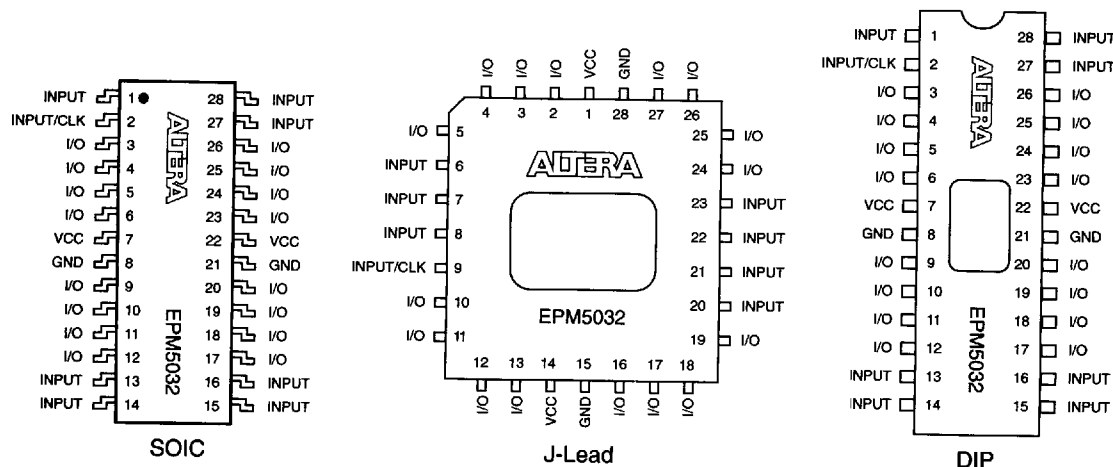 INPUT 1 28 INPUT
INPUT/CLK 2 27 INPUT
I/O 3 26 I/O
I/O 4 25 I/O
I/O 5 24 I/O
I/O 6 23 I/O
VCC 7 22 VCC
GND 8 21 GND
I/O 9 20 I/O
I/O 10 19 I/O
I/O 11 18 I/O
I/O 12 17 I/O
INPUT 13 16 INPUT
INPUT 14 15 INPUT
ALTERA
EPM5032
SOIC
I/O I/O I/O VCC GND I/O I/O
4 3 2 1 28 27 26
I/O 5 25 I/O
INPUT 6 24 I/O
INPUT 7 23 INPUT
INPUT 8 22 INPUT
INPUT/CLK 9 21 INPUT
I/O 10 20 INPUT
I/O 11 19 I/O
ALTERA
EPM5032
12 13 14 15 16 17 18
I/O I/O VCC GND I/O I/O I/O
J-Lead
INPUT 1 28 INPUT
INPUT/CLK 2 27 INPUT
I/O 3 26 I/O
I/O 4 25 I/O
I/O 5 24 I/O
I/O 6 23 I/O
VCC 7 22 VCC
GND 8 21 GND
I/O 9 20 I/O
I/O 10 19 I/O
I/O 11 18 I/O
I/O 12 17 I/O
INPUT 13 16 INPUT
INPUT 14 15 INPUT
ALTERA
EPM5032
DIP